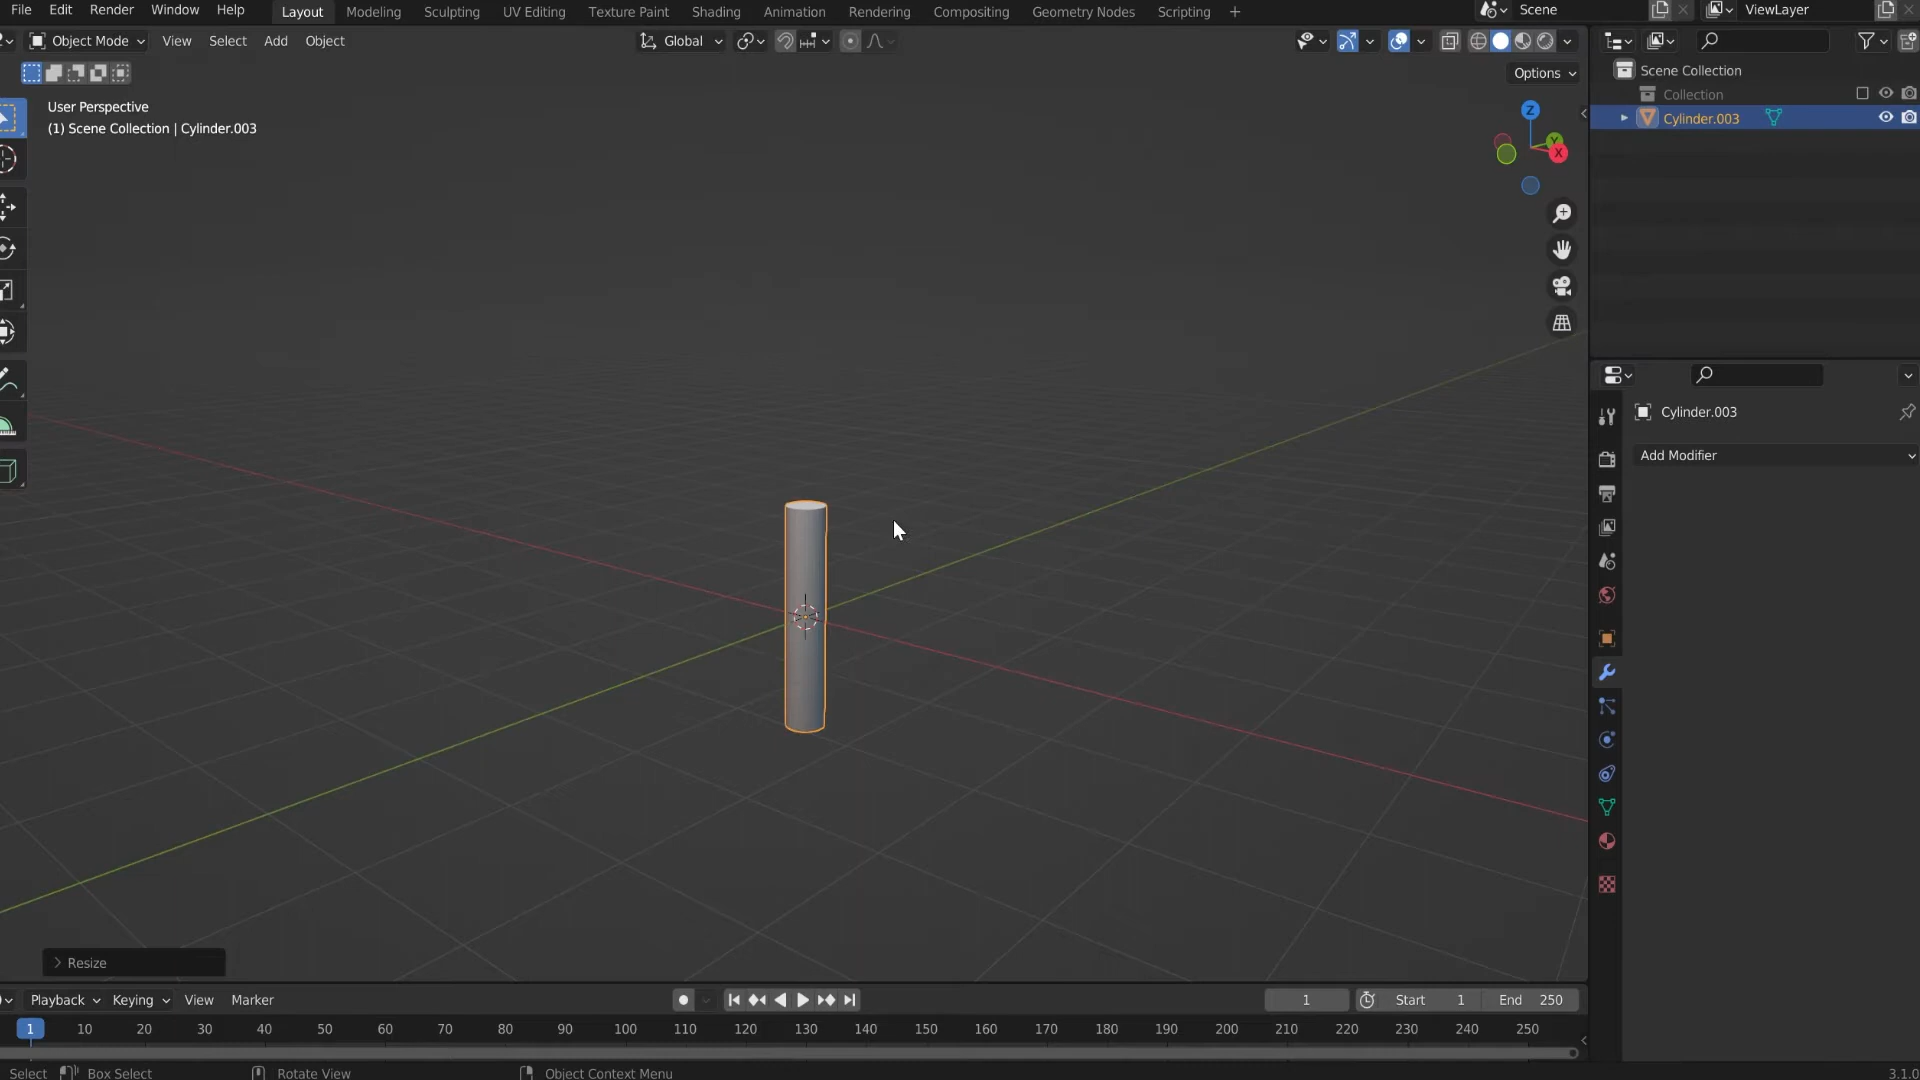 File Edit Render Window Help Layout Modeling Sculpting UV Editing Texture Paint Shading Animation Rendering Compositing Geometry Nodes Scripting + Scene ViewLayer
Object Mode View Select Add Object Global
Options
User Perspective
(1) Scene Collection | Cylinder.003
Z
Y
X
Scene Collection
Collection
Cylinder.003
Cylinder.003
Add Modifier
Resize
Playback Keying View Marker 1 Start 1 End 250
1 10 20 30 40 50 60 70 80 90 100 110 120 130 140 150 160 170 180 190 200 210 220 230 240 250
Select Box Select Rotate View Object Context Menu 3.1.0